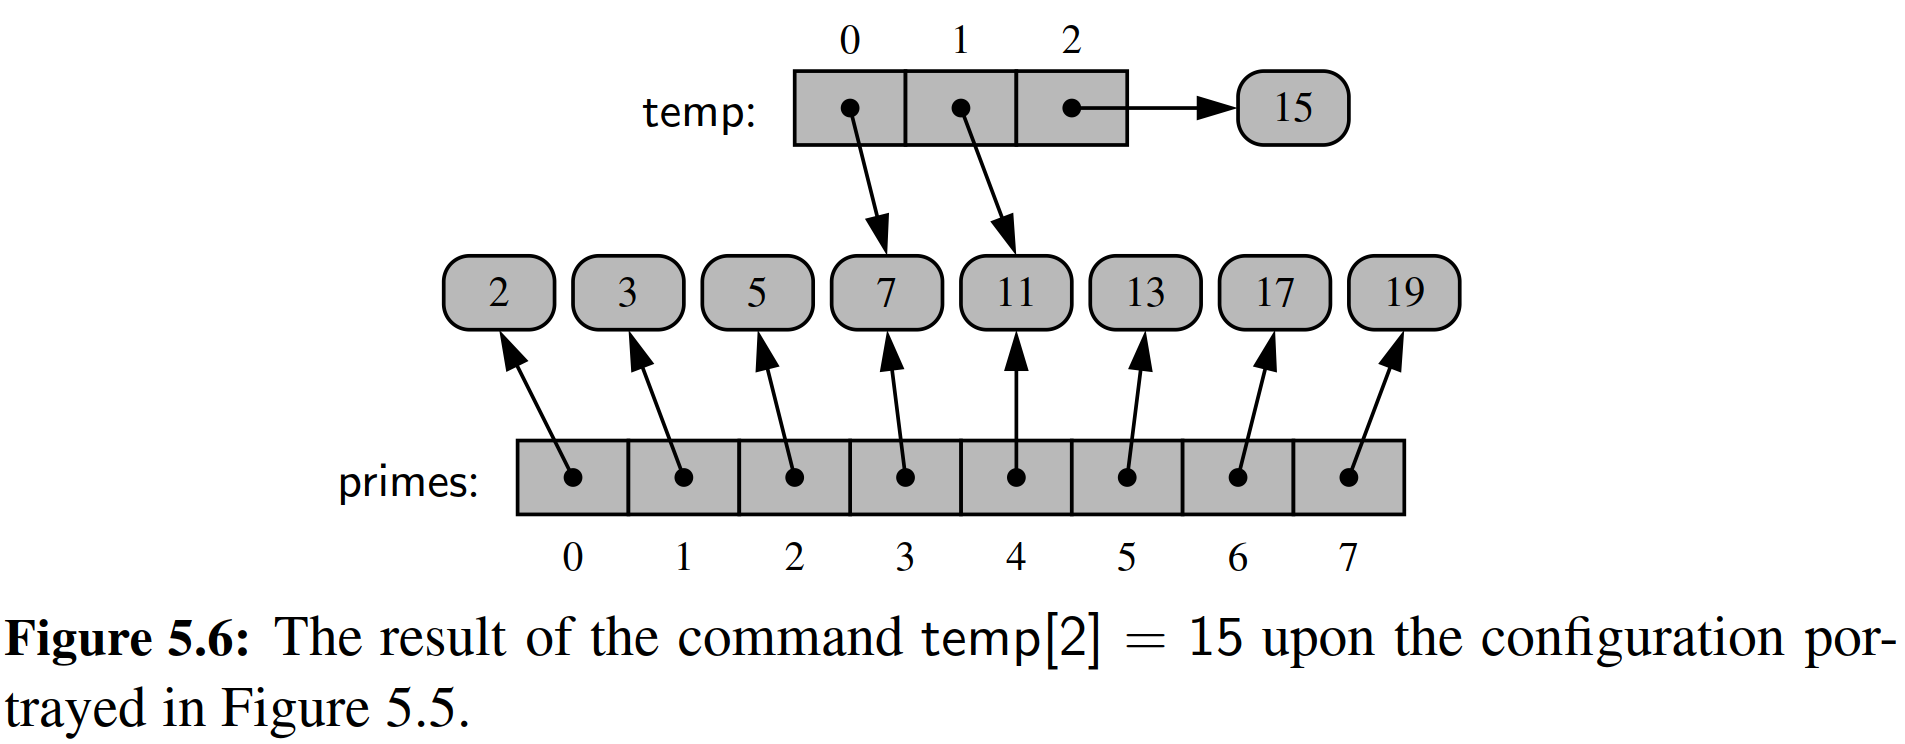 0 1 2
temp: 15
2 3 5 7 11 13 17 19
primes:
0 1 2 3 4 5 6 7
Figure 5.6: The result of the command temp[2] = 15 upon the configuration por-
trayed in Figure 5.5.